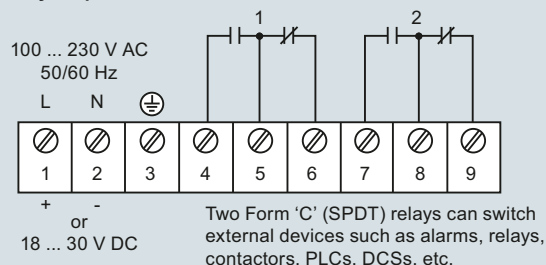 1
2
100 ... 230 V AC
50/60 Hz
L N
1 2 3 4 5 6 7 8 9
+ -
or
18 ... 30 V DC
Two Form ‘C’ (SPDT) relays can switch
external devices such as alarms, relays,
contactors, PLCs, DCSs, etc.